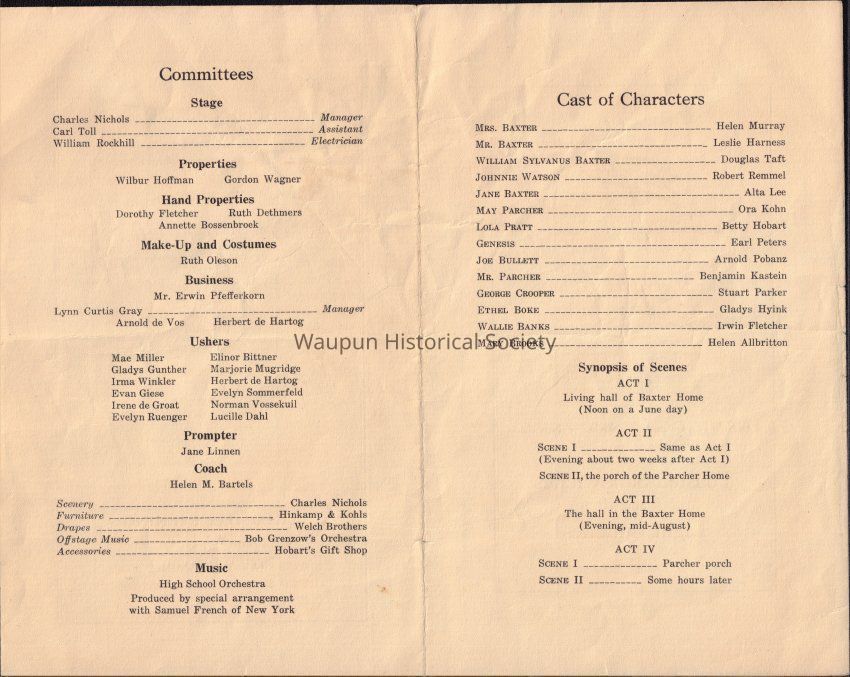 Committees
Stage
Charles Nichols ---------- Manager
Carl Toll ---------- Assistant
William Rockhill ---------- Electrician
Properties
Wilbur Hoffman Gordon Wagner
Hand Properties
Dorothy Fletcher Ruth Dethmers
Annette Bossenbroek
Make-Up and Costumes
Ruth Oleson
Business
Mr. Erwin Pfefferkorn
Lynn Curtis Gray ---------- Manager
Arnold de Vos Herbert de Hartog
Ushers
Mae Miller Elinor Bittner
Gladys Gunther Marjorie Mugridge
Irma Winkler Herbert de Hartog
Evan Giese Evelyn Sommerfeld
Irene de Groat Norman Vossekuil
Evelyn Ruenger Lucille Dahl
Prompter
Jane Linnen
Coach
Helen M. Bartels
Scenery ---------- Charles Nichols
Furniture ---------- Hinkamp & Kohls
Drapes ---------- Welch Brothers
Offstage Music ---------- Bob Grenzow's Orchestra
Accessories ---------- Hobart's Gift Shop
Music
High School Orchestra
Produced by special arrangement
with Samuel French of New York
Cast of Characters
Mrs. Baxter ---------- Helen Murray
Mr. Baxter ---------- Leslie Harness
William Sylvanus Baxter ---------- Douglas Taft
Johnnie Watson ---------- Robert Remmel
Jane Baxter ---------- Alta Lee
May Parcher ---------- Ora Kohn
Lola Pratt ---------- Betty Hobart
Genesis ---------- Earl Peters
Joe Bullett ---------- Arnold Pobanz
Mr. Parcher ---------- Benjamin Kastein
George Crooper ---------- Stuart Parker
Ethel Boke ---------- Gladys Hyink
Wallie Banks ---------- Irwin Fletcher
Mary Brooks ---------- Helen Allbritton
Synopsis of Scenes
ACT I
Living hall of Baxter Home
(Noon on a June day)
ACT II
Scene I ---------- Same as Act I
(Evening about two weeks after Act I)
Scene II, the porch of the Parcher Home
ACT III
The hall in the Baxter Home
(Evening, mid-August)
ACT IV
Scene I ---------- Parcher porch
Scene II ---------- Some hours later
Waupun Historical Society